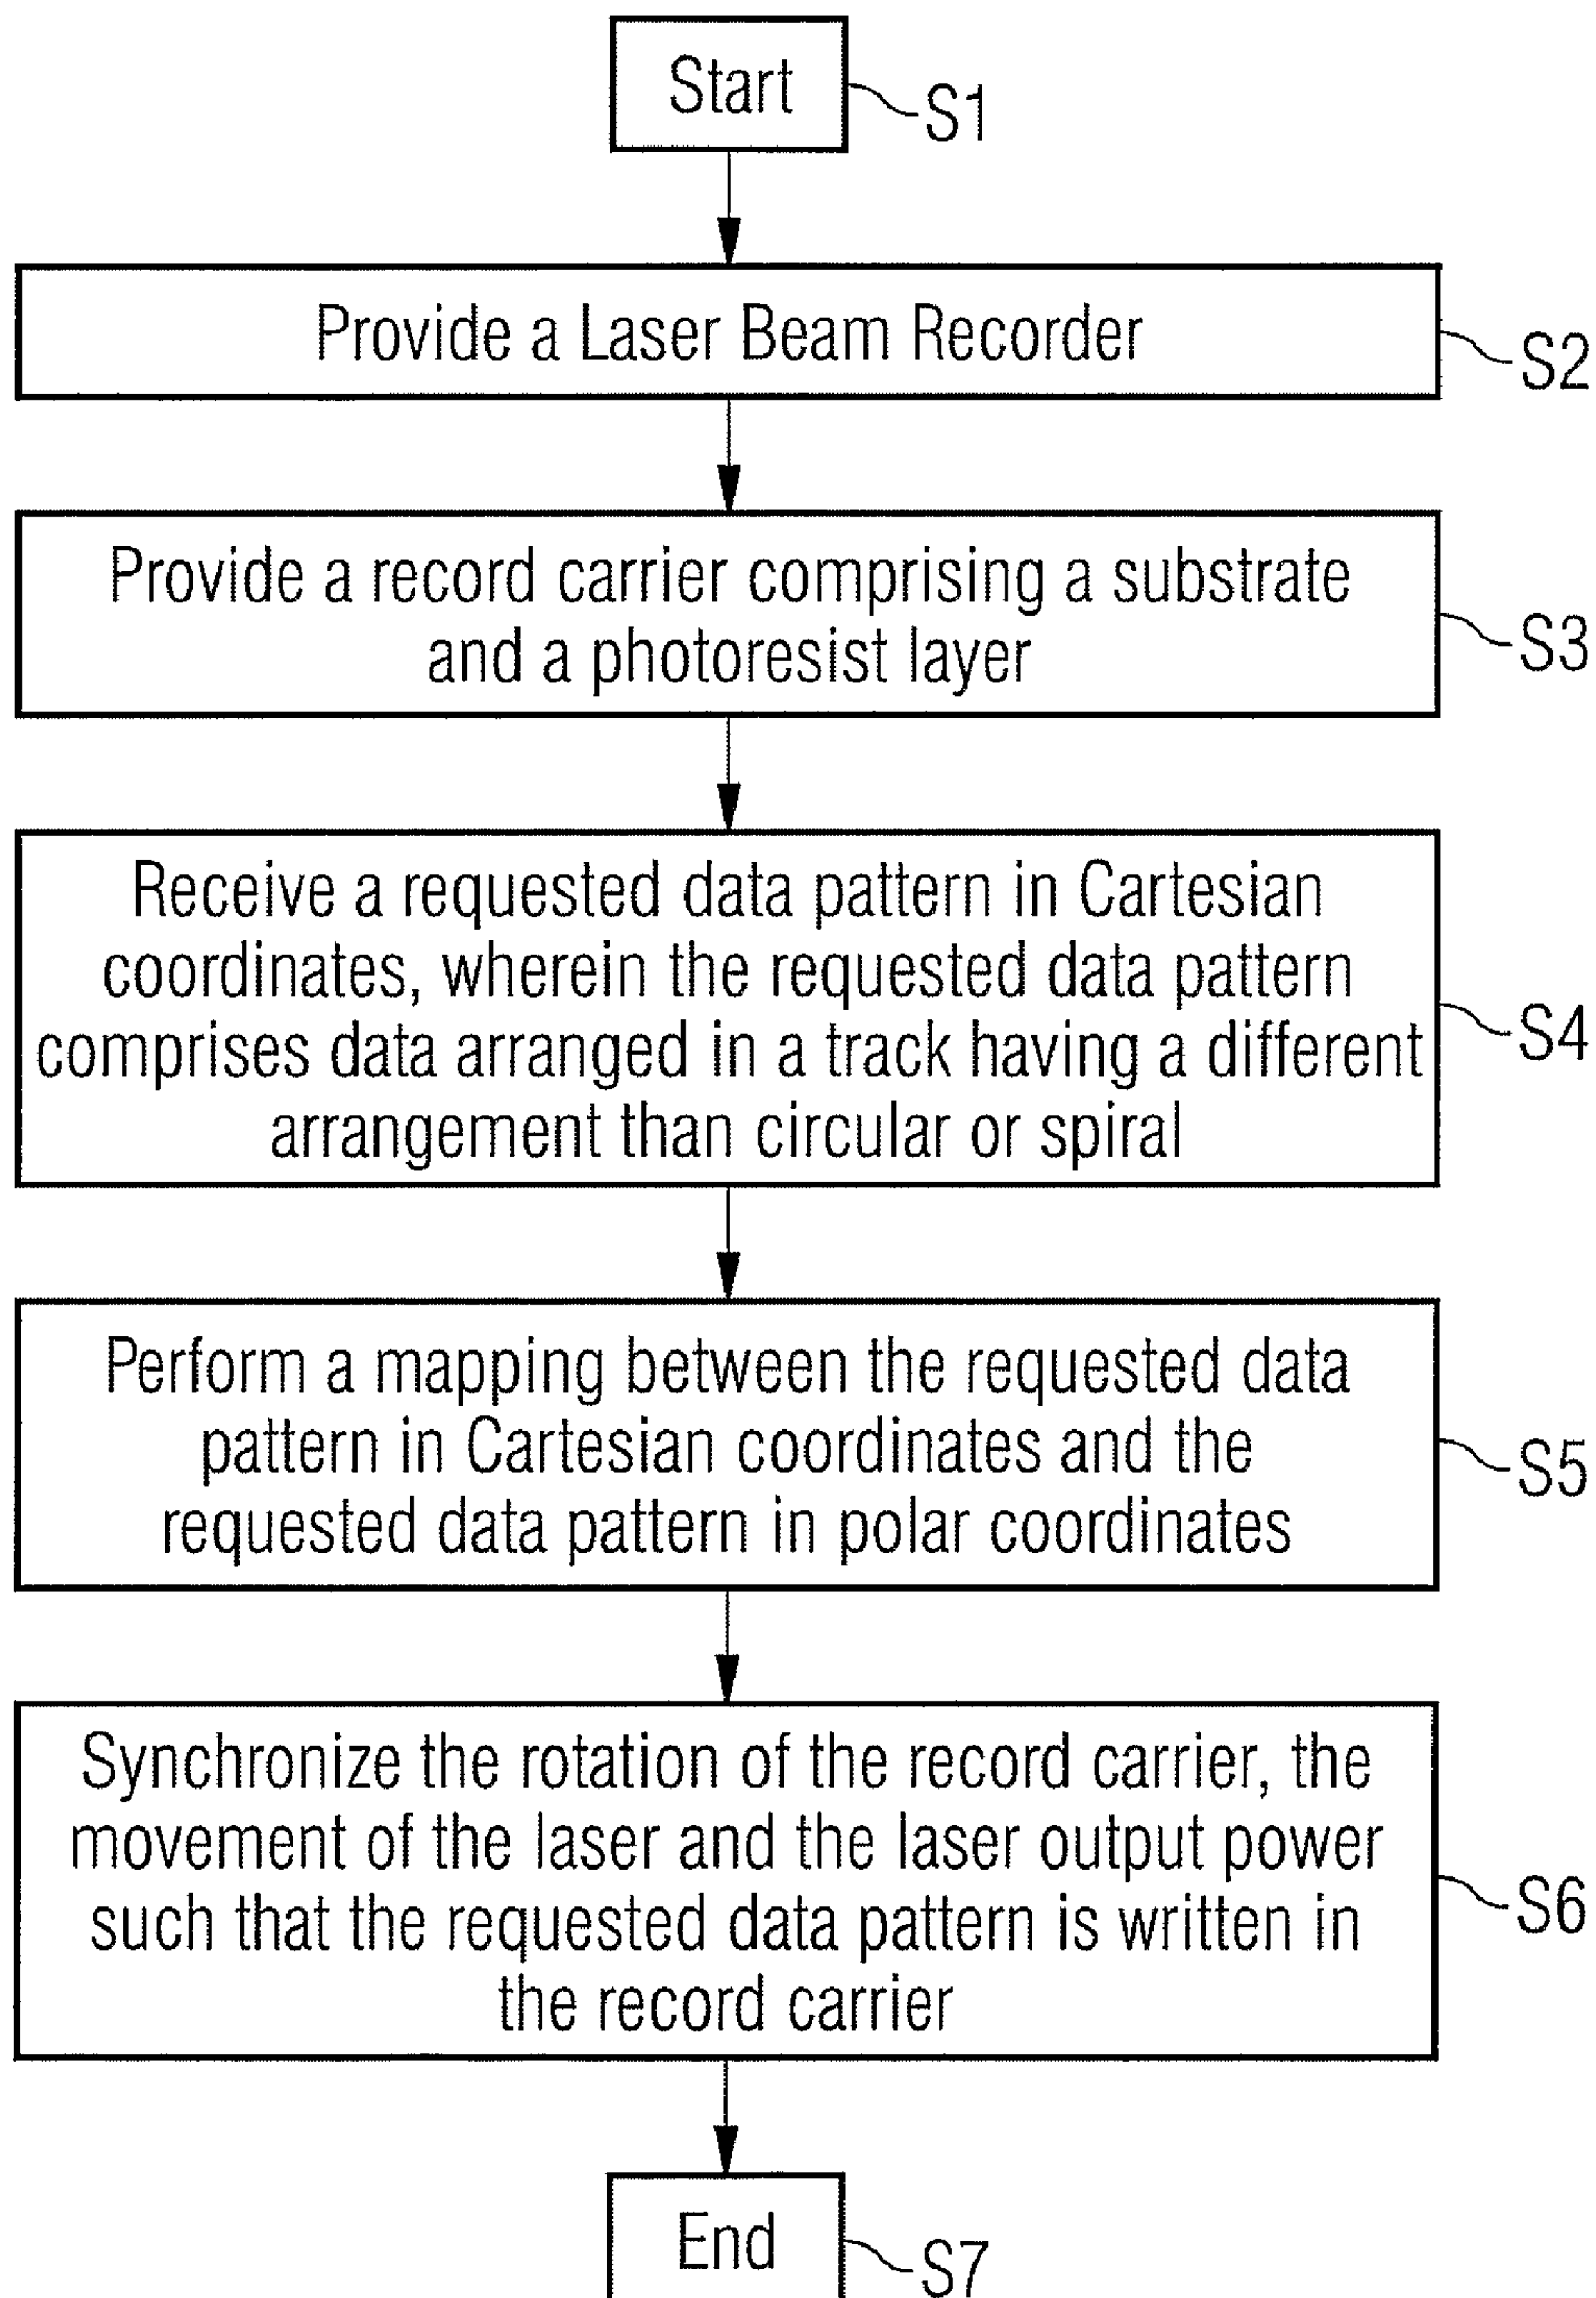 Start
S1
Provide a Laser Beam Recorder
S2
Provide a record carrier comprising a substrate
and a photoresist layer
S3
Receive a requested data pattern in Cartesian
coordinates, wherein the requested data pattern
comprises data arranged in a track having a different
arrangement than circular or spiral
S4
Perform a mapping between the requested data
pattern in Cartesian coordinates and the
requested data pattern in polar coordinates
S5
Synchronize the rotation of the record carrier, the
movement of the laser and the laser output power
such that the requested data pattern is written in
the record carrier
S6
End
S7